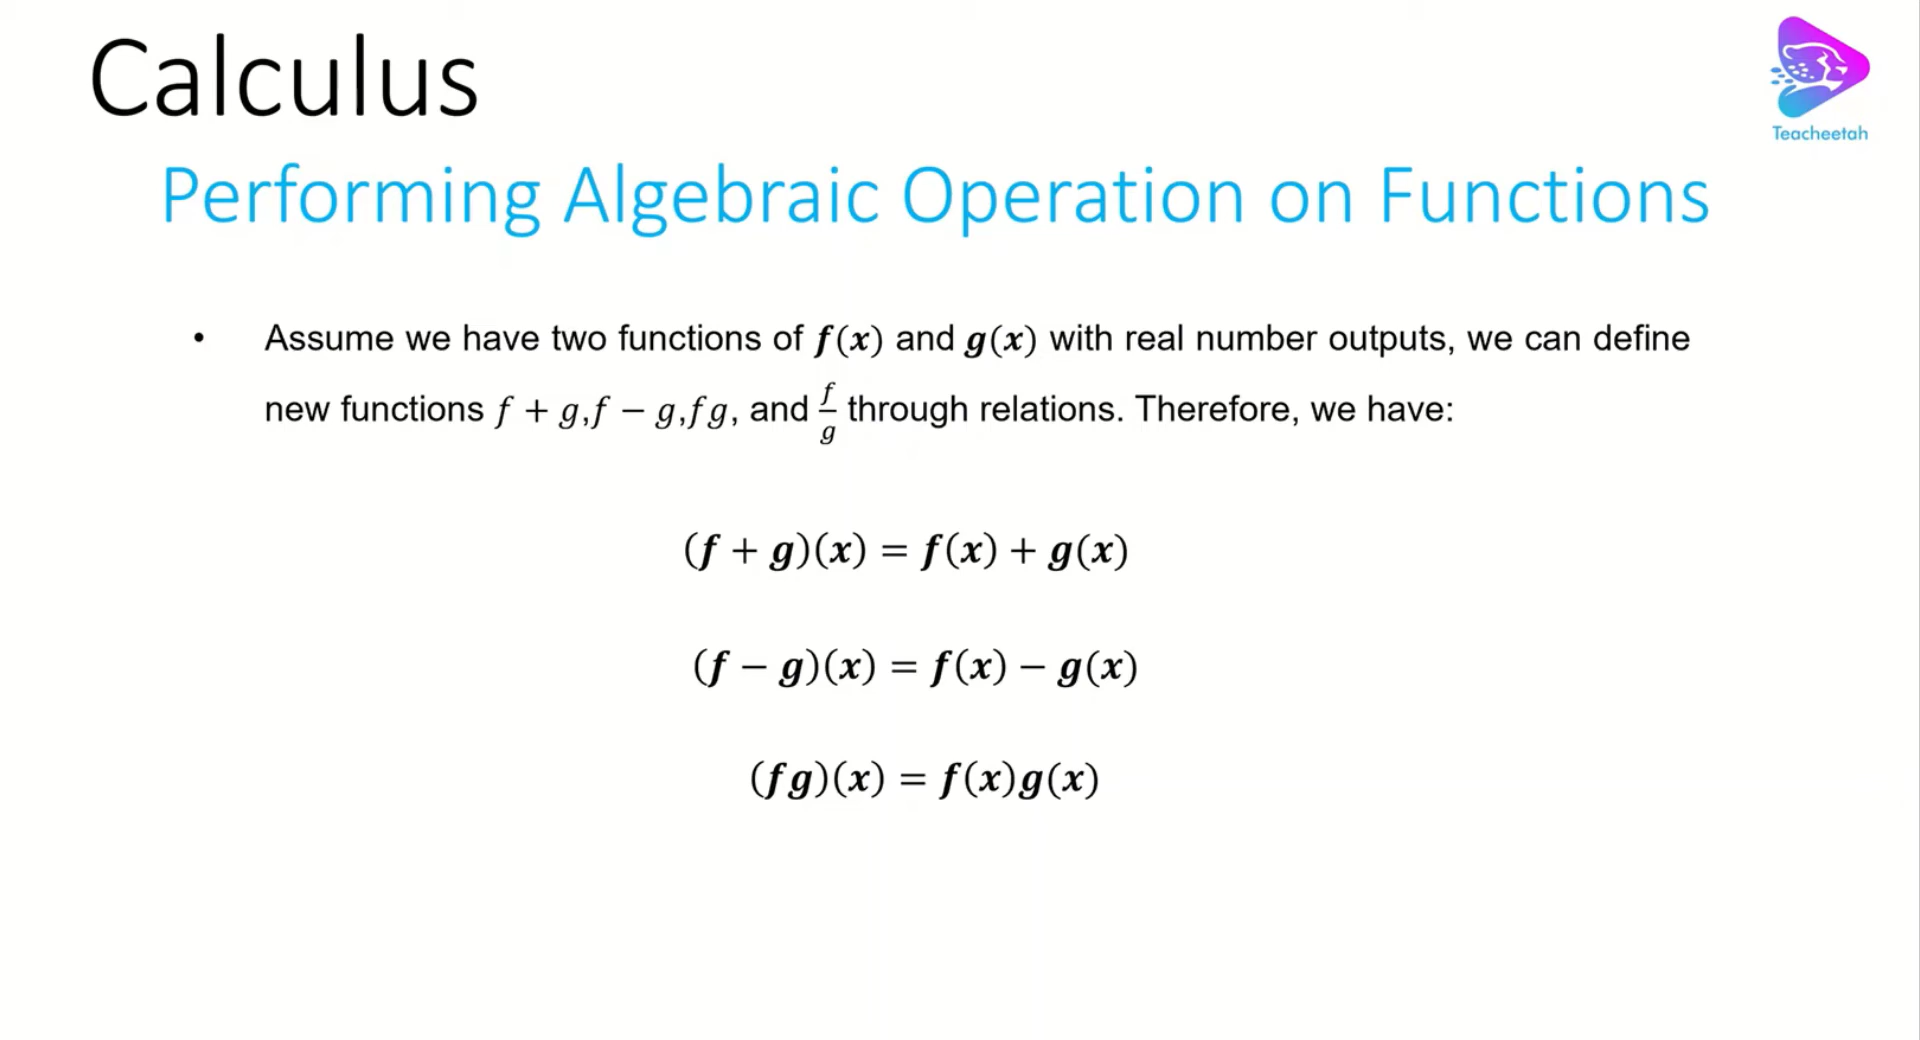 Calculus
Teacheetah
Performing Algebraic Operation on Functions
• Assume we have two functions of f(x) and g(x) with real number outputs, we can define
new functions f + g,f − g,fg, and f/g through relations. Therefore, we have:
(f + g)(x) = f(x) + g(x)
(f − g)(x) = f(x) − g(x)
(fg)(x) = f(x)g(x)